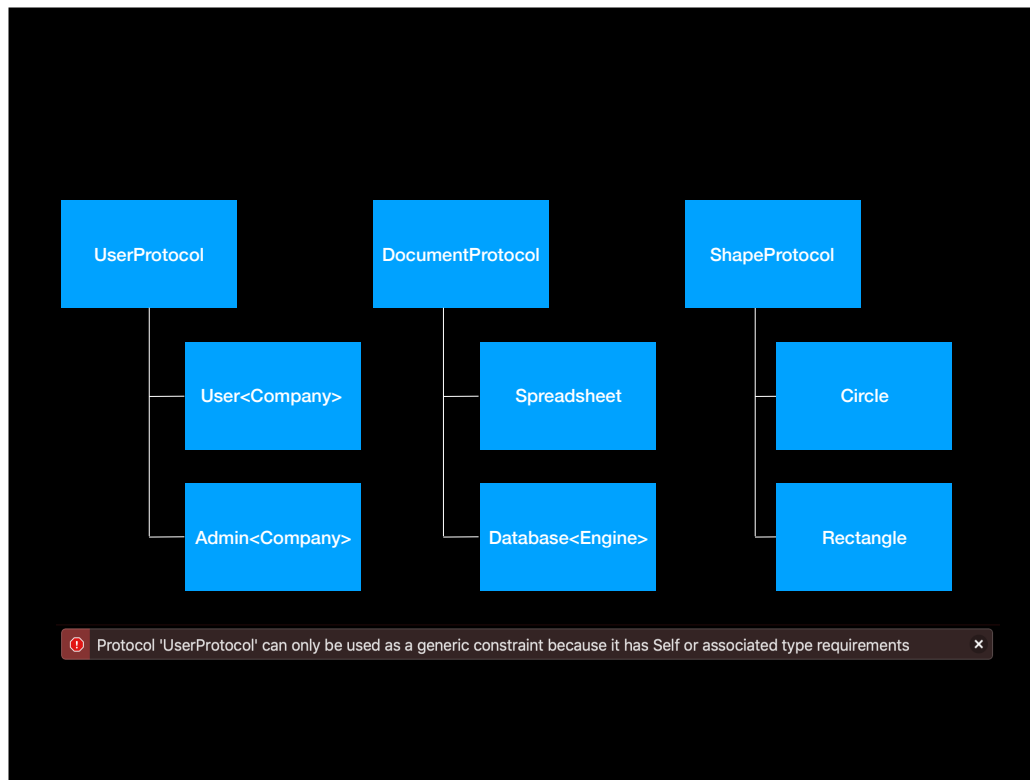 UserProtocol
DocumentProtocol
ShapeProtocol
User<Company>
Spreadsheet
Circle
Admin<Company>
Database<Engine>
Rectangle
Protocol 'UserProtocol' can only be used as a generic constraint because it has Self or associated type requirements